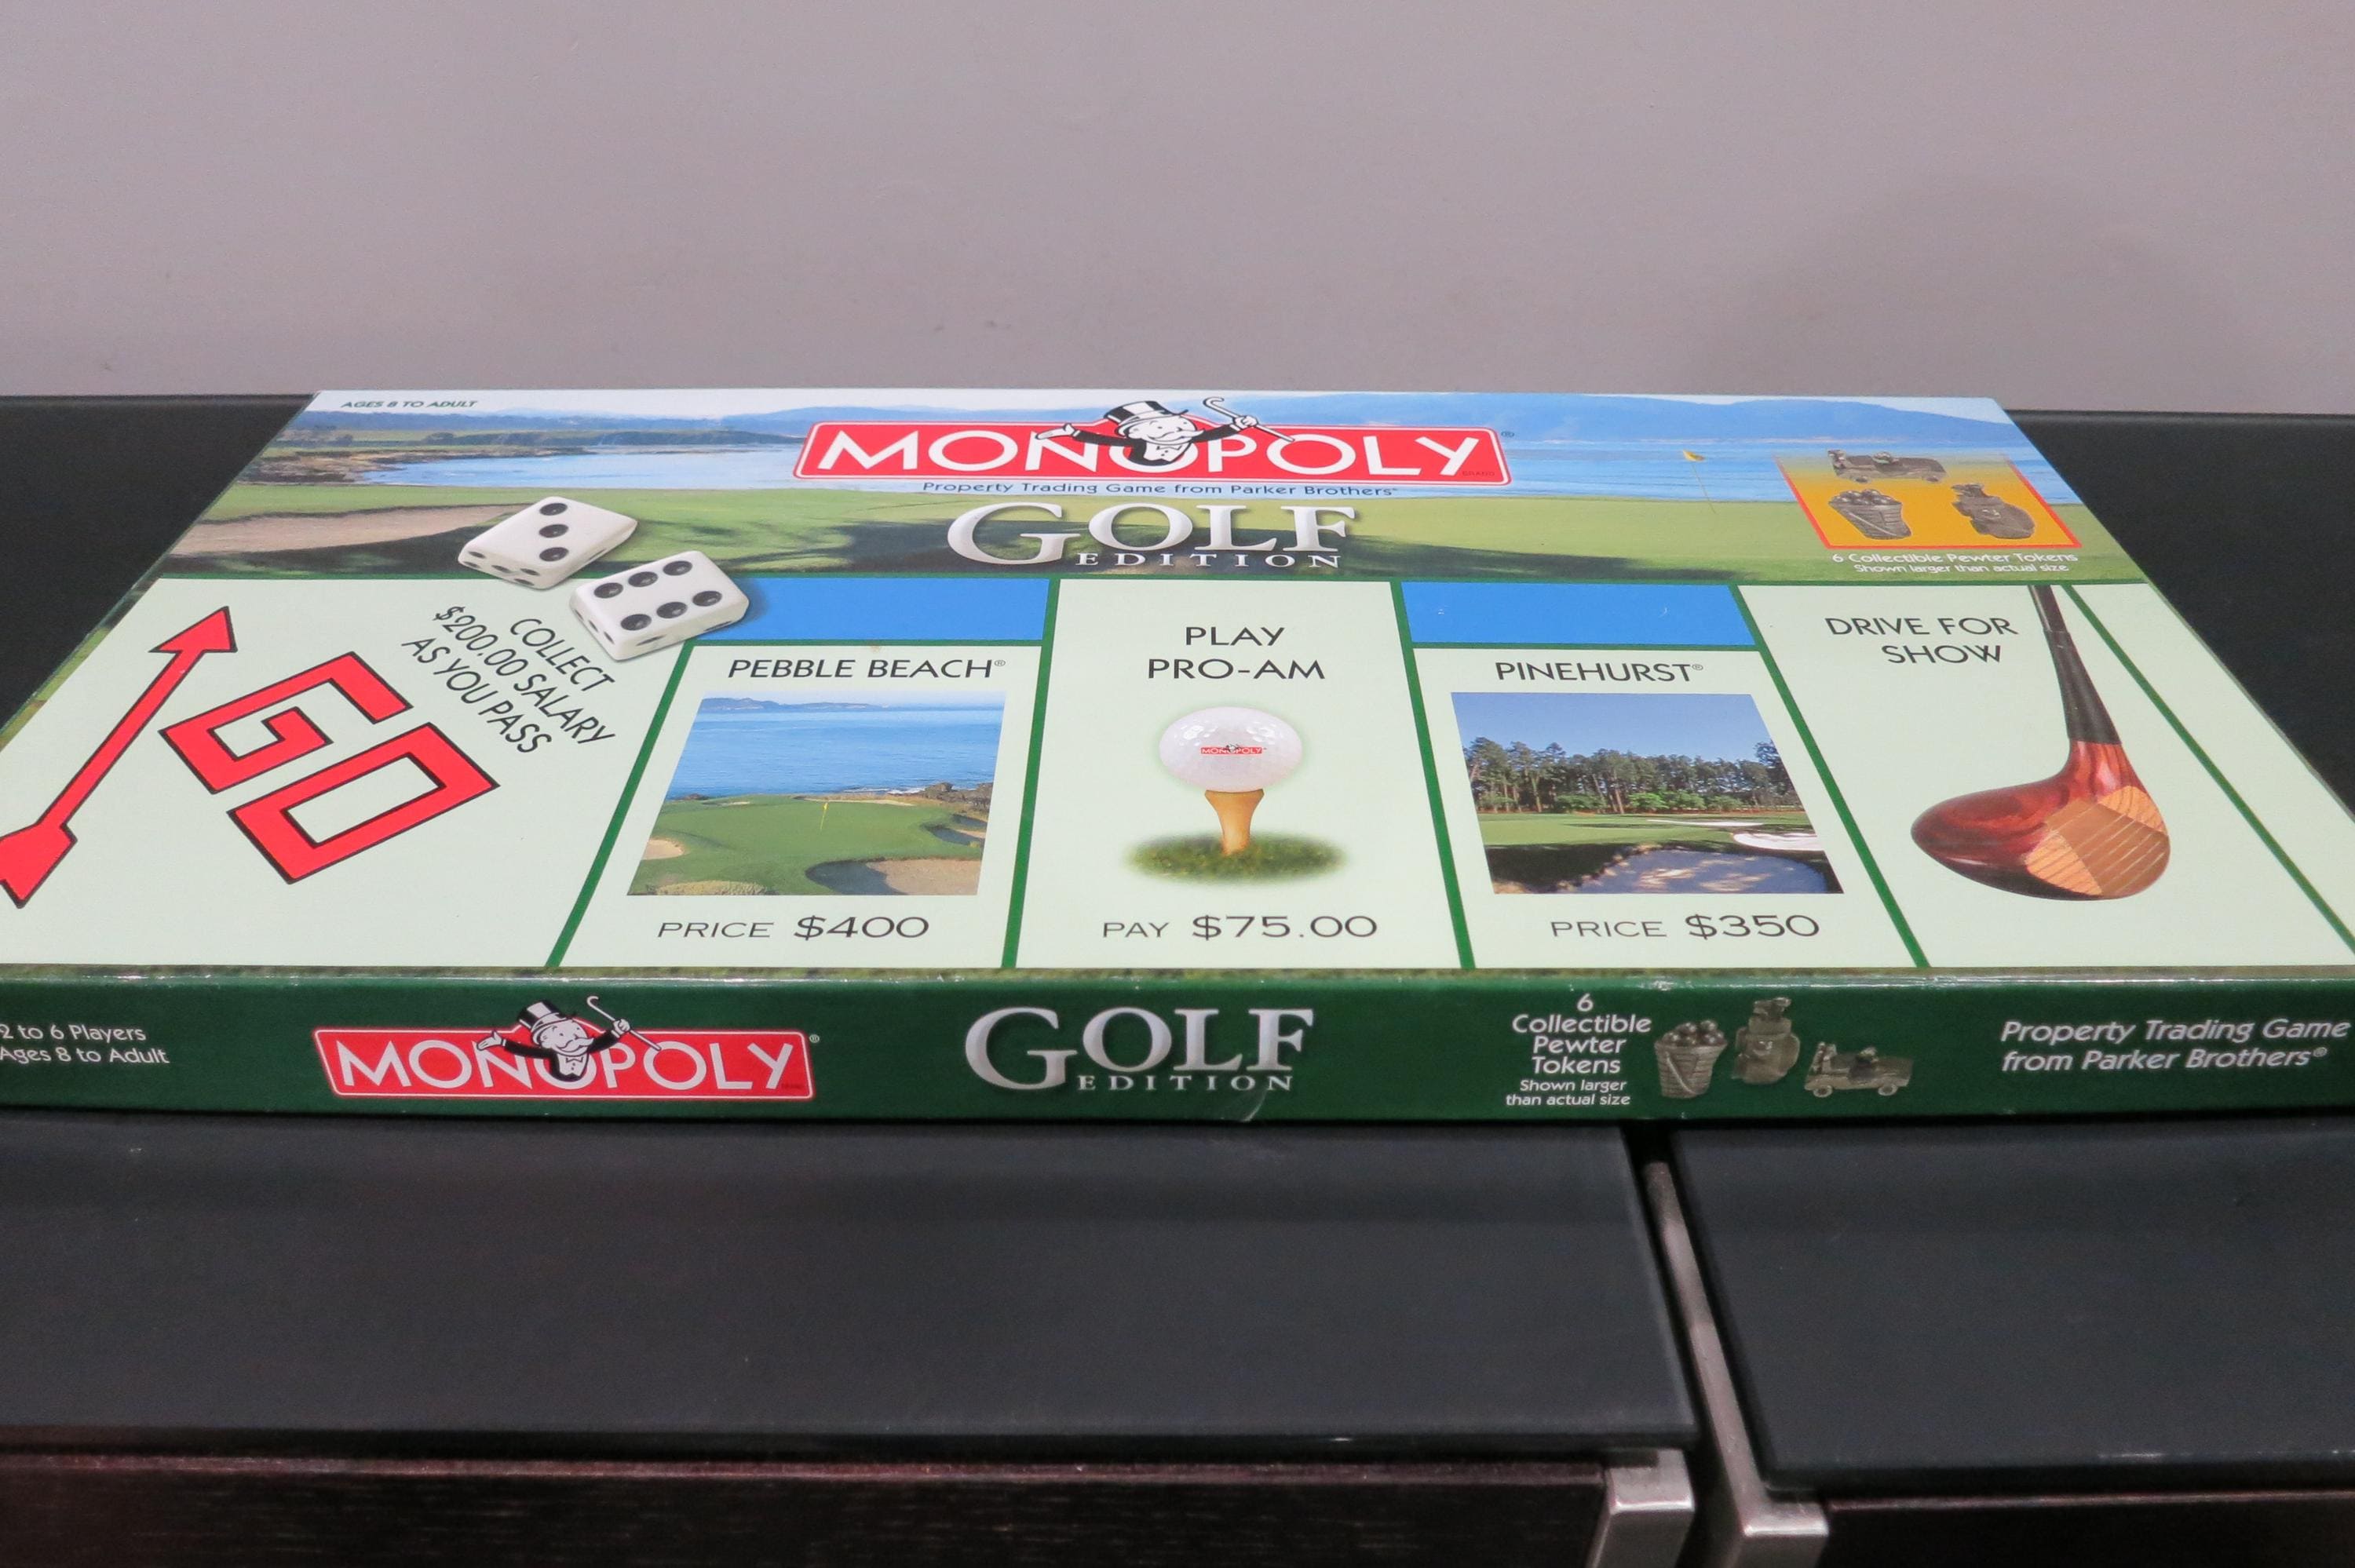 AGES 8 TO ADULT
MONOPOLY®
Property Trading Game from Parker Brothers™
GOLF
EDITION
6 Collectible Pewter Tokens
Shown larger than actual size
COLLECT
$200.00 SALARY
AS YOU PASS
GO
PEBBLE BEACH®
PRICE $400
PLAY
PRO-AM
MONOPOLY
PAY $75.00
PINEHURST®
PRICE $350
DRIVE FOR
SHOW
2 to 6 Players
Ages 8 to Adult
MONOPOLY®
GOLF
EDITION
6
Collectible
Pewter
Tokens
Shown larger
than actual size
Property Trading Game
from Parker Brothers®